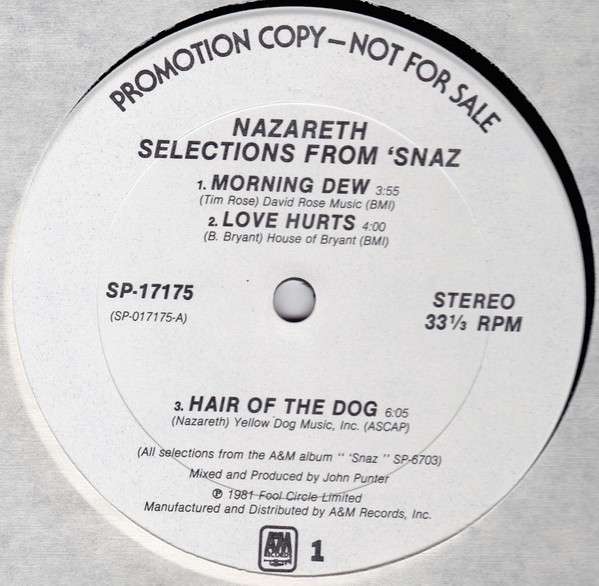 PROMOTION COPY—NOT FOR SALE
NAZARETH
SELECTIONS FROM 'SNAZ
1. MORNING DEW 3:55
(Tim Rose) David Rose Music (BMI)
2. LOVE HURTS 4:00
(B. Bryant) House of Bryant (BMI)
SP-17175
(SP-017175-A)
STEREO
33 1/3 RPM
3. HAIR OF THE DOG 6:05
(Nazareth) Yellow Dog Music, Inc. (ASCAP)
(All selections from the A&M album " 'Snaz " SP-6703)
Mixed and Produced by John Punter
℗ 1981 Fool Circle Limited
Manufactured and Distributed by A&M Records, Inc.
A&M
RECORDS
1